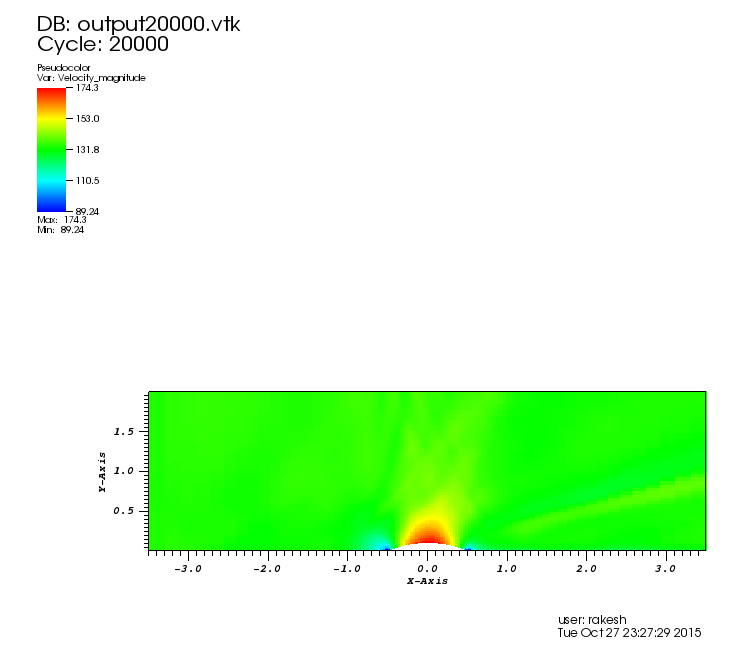 DB: output20000.vtk
Cycle: 20000
Pseudocolor
Var: Velocity_magnitude
174.3
153.0
131.8
110.5
89.24
Max: 174.3
Min: 89.24
1.5
1.0
0.5
Y-Axis
-3.0 -2.0 -1.0 0.0 1.0 2.0 3.0
X-Axis
user: rakesh
Tue Oct 27 23:27:29 2015